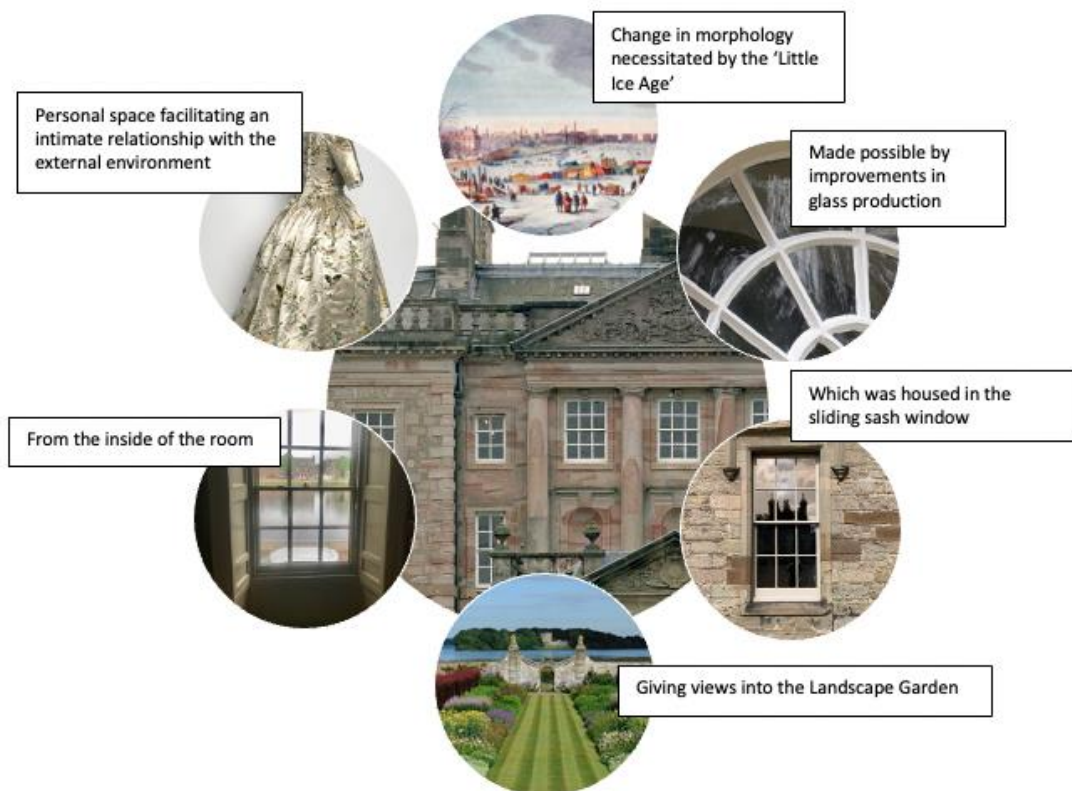 Change in morphology
necessitated by the ‘Little
Ice Age’
Made possible by
improvements in
glass production
Which was housed in the
sliding sash window
Giving views into the Landscape Garden
From the inside of the room
Personal space facilitating an
intimate relationship with the
external environment